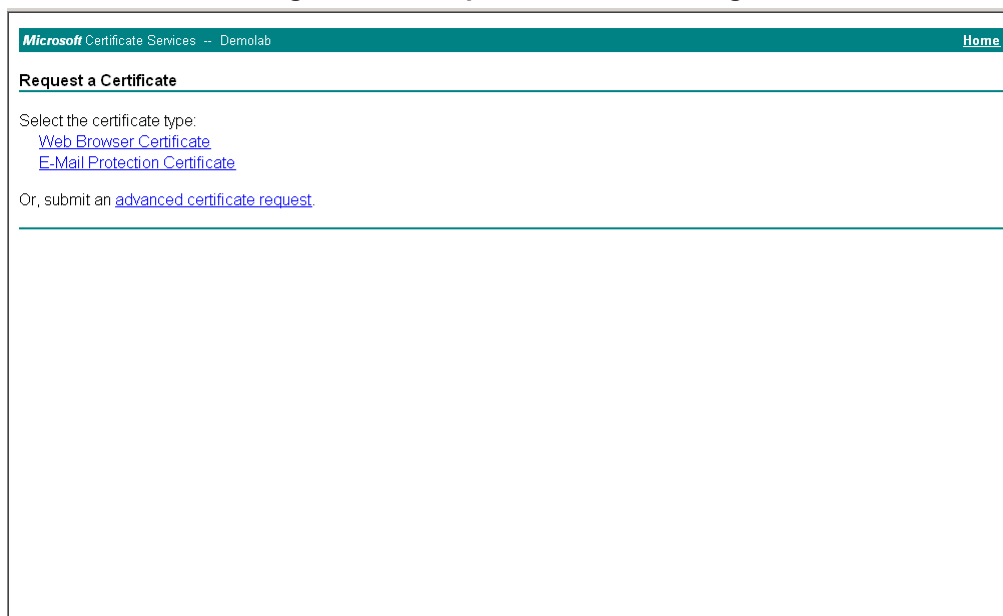 Microsoft Certificate Services -- Demolab Home
Request a Certificate
Select the certificate type:
Web Browser Certificate
E-Mail Protection Certificate
Or, submit an advanced certificate request.